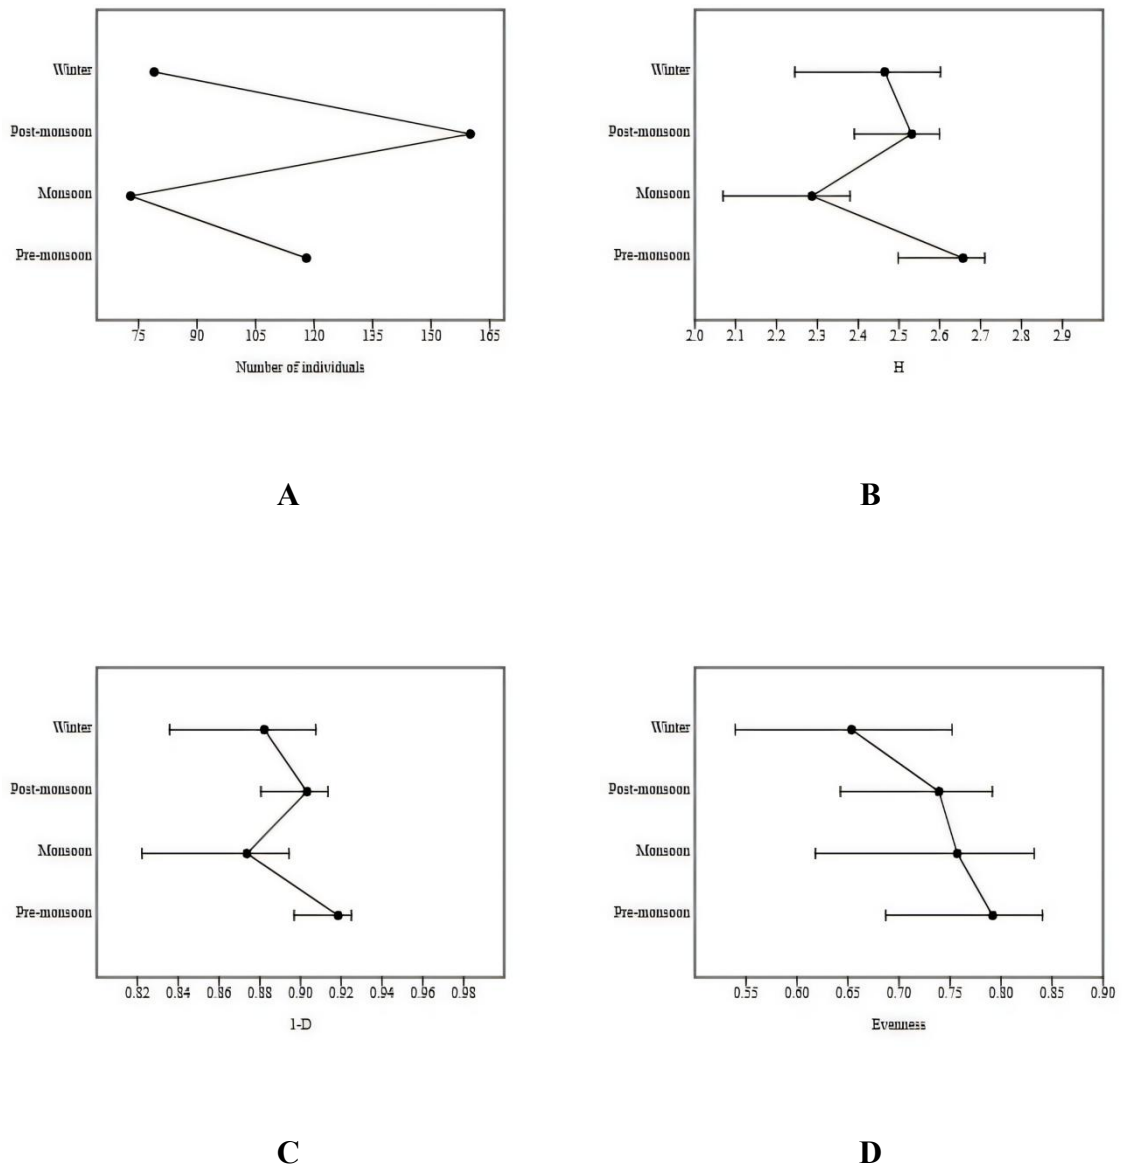 Winter
Post-monsoon
Monsoon
Pre-monsoon
75 90 105 120 135 150 165
Number of individuals
A
Winter
Post-monsoon
Monsoon
Pre-monsoon
2.0 2.1 2.2 2.3 2.4 2.5 2.6 2.7 2.8 2.9
H
B
Winter
Post-monsoon
Monsoon
Pre-monsoon
0.82 0.84 0.86 0.88 0.90 0.92 0.94 0.96 0.98
1-D
C
Winter
Post-monsoon
Monsoon
Pre-monsoon
0.55 0.60 0.65 0.70 0.75 0.80 0.85 0.90
Evenness
D